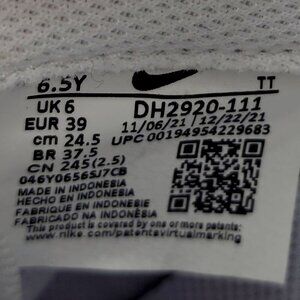 6.5Y TT
UK 6 DH2920-111
EUR 39 11/06/21 12/22/21
cm 24.5 UPC 00194954229683
BR 37.5
CN 245(2.5)
MADE IN INDONESIA
HECHO EN INDONESIA
FABRIQUE EN INDONESIE
FABRICADO NA INDONÉSIA
This product is covered by one or more patents:
www.nike.com/patentsvirtualmarking